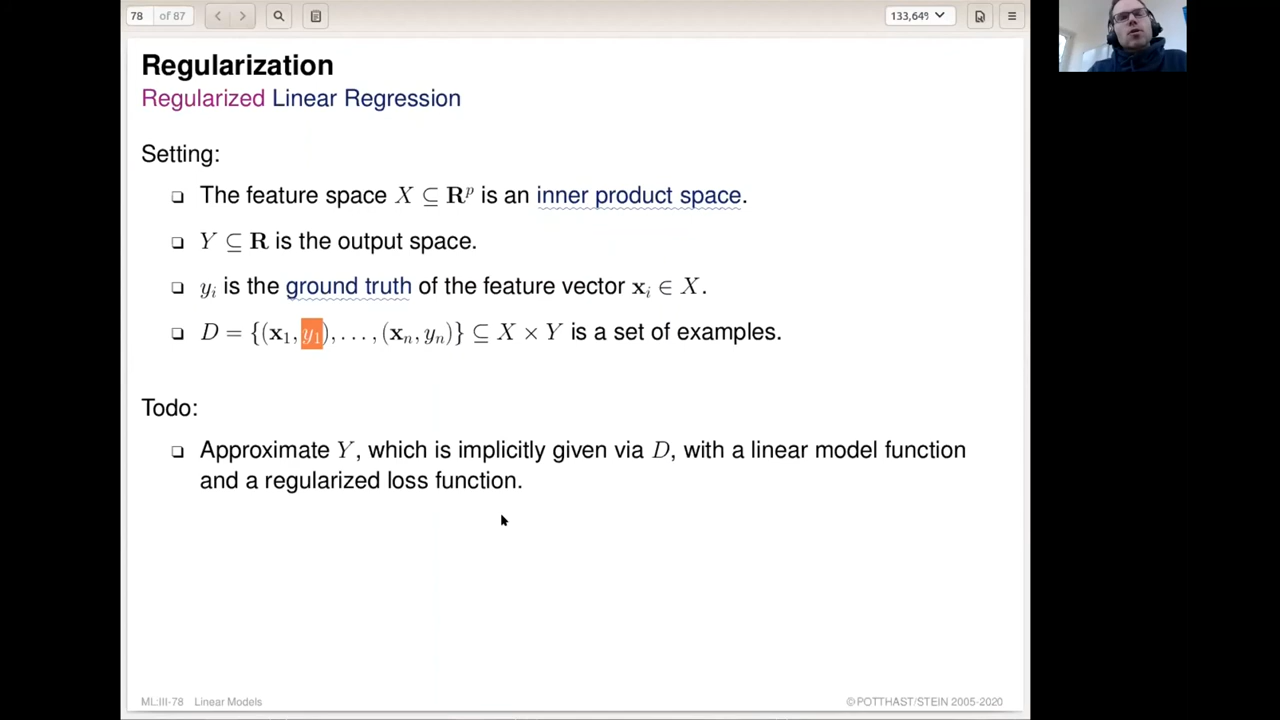 78 of 87 133,64%
Regularization
Regularized Linear Regression
Setting:
❑ The feature space X ⊆ R^p is an inner product space.
❑ Y ⊆ R is the output space.
❑ y_i is the ground truth of the feature vector x_i ∈ X.
❑ D = {(x_1, y_1), . . . , (x_n, y_n)} ⊆ X × Y is a set of examples.
Todo:
❑ Approximate Y, which is implicitly given via D, with a linear model function
and a regularized loss function.
ML:III-78 Linear Models © POTTHAST/STEIN 2005-2020